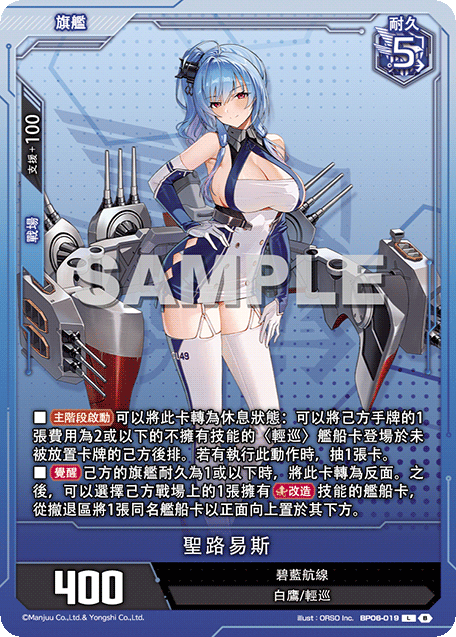 旗艦
耐久
5
支援+100
戰場
SAMPLE
L49
■ 主階段啟動 可以將此卡轉為休息狀態：可以將己方手牌的1
張費用為2或以下的不擁有技能的〈輕巡〉艦船卡登場於未
被放置卡牌的己方後排。若有執行此動作時，抽1張卡。
■ 覺醒 己方的旗艦耐久為1或以下時，將此卡轉為反面。之
後，可以選擇己方戰場上的1張擁有 改造 技能的艦船卡，
從撤退區將1張同名艦船卡以正面向上置於其下方。
聖路易斯
400
碧藍航線
白鷹/輕巡
©Manjuu Co.,Ltd.& Yongshi Co.,Ltd.
illust：ORSO Inc.
BP06-019 L B